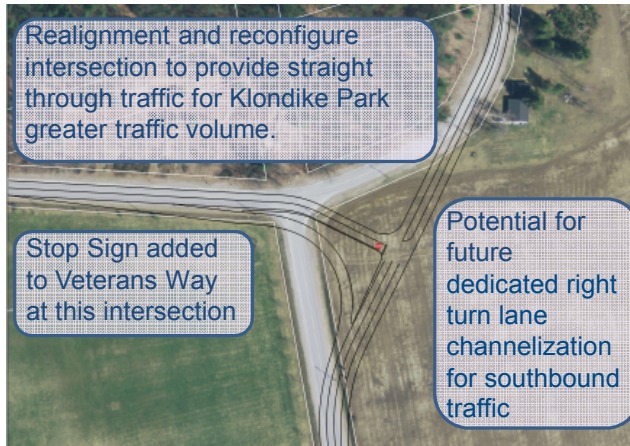 Realignment and reconfigure
intersection to provide straight
through traffic for Klondike Park
greater traffic volume.
Stop Sign added
to Veterans Way
at this intersection
Potential for
future
dedicated right
turn lane
channelization
for southbound
traffic